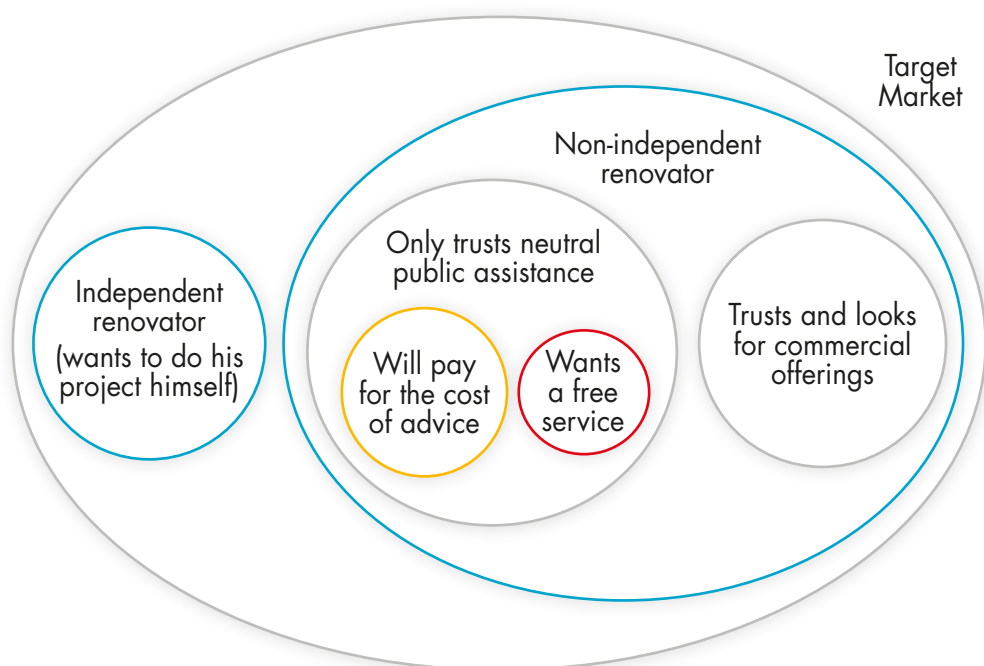 Target
Market
Non-independent
renovator
Only trusts neutral
public assistance
Independent
renovator
(wants to do his
project himself)
Will pay
for the cost
of advice
Wants
a free
service
Trusts and looks
for commercial
offerings